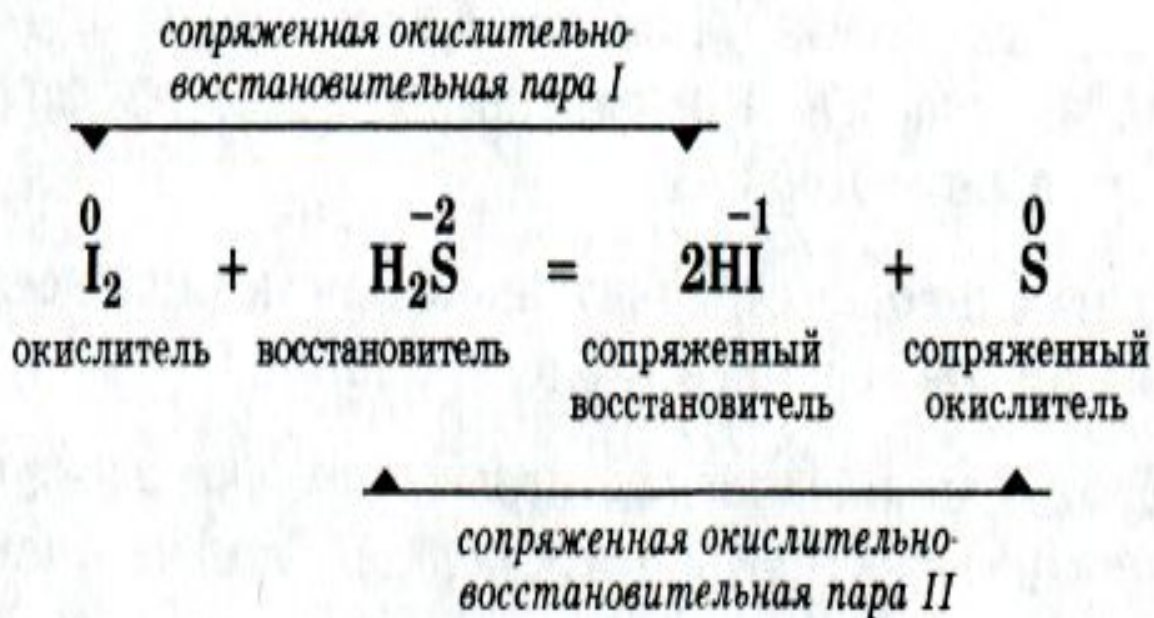 сопряженная окислительно-
восстановительная пара I
0 −2 −1 0
I₂ + H₂S = 2HI + S
окислитель восстановитель сопряженный сопряженный
восстановитель окислитель
сопряженная окислительно-
восстановительная пара II